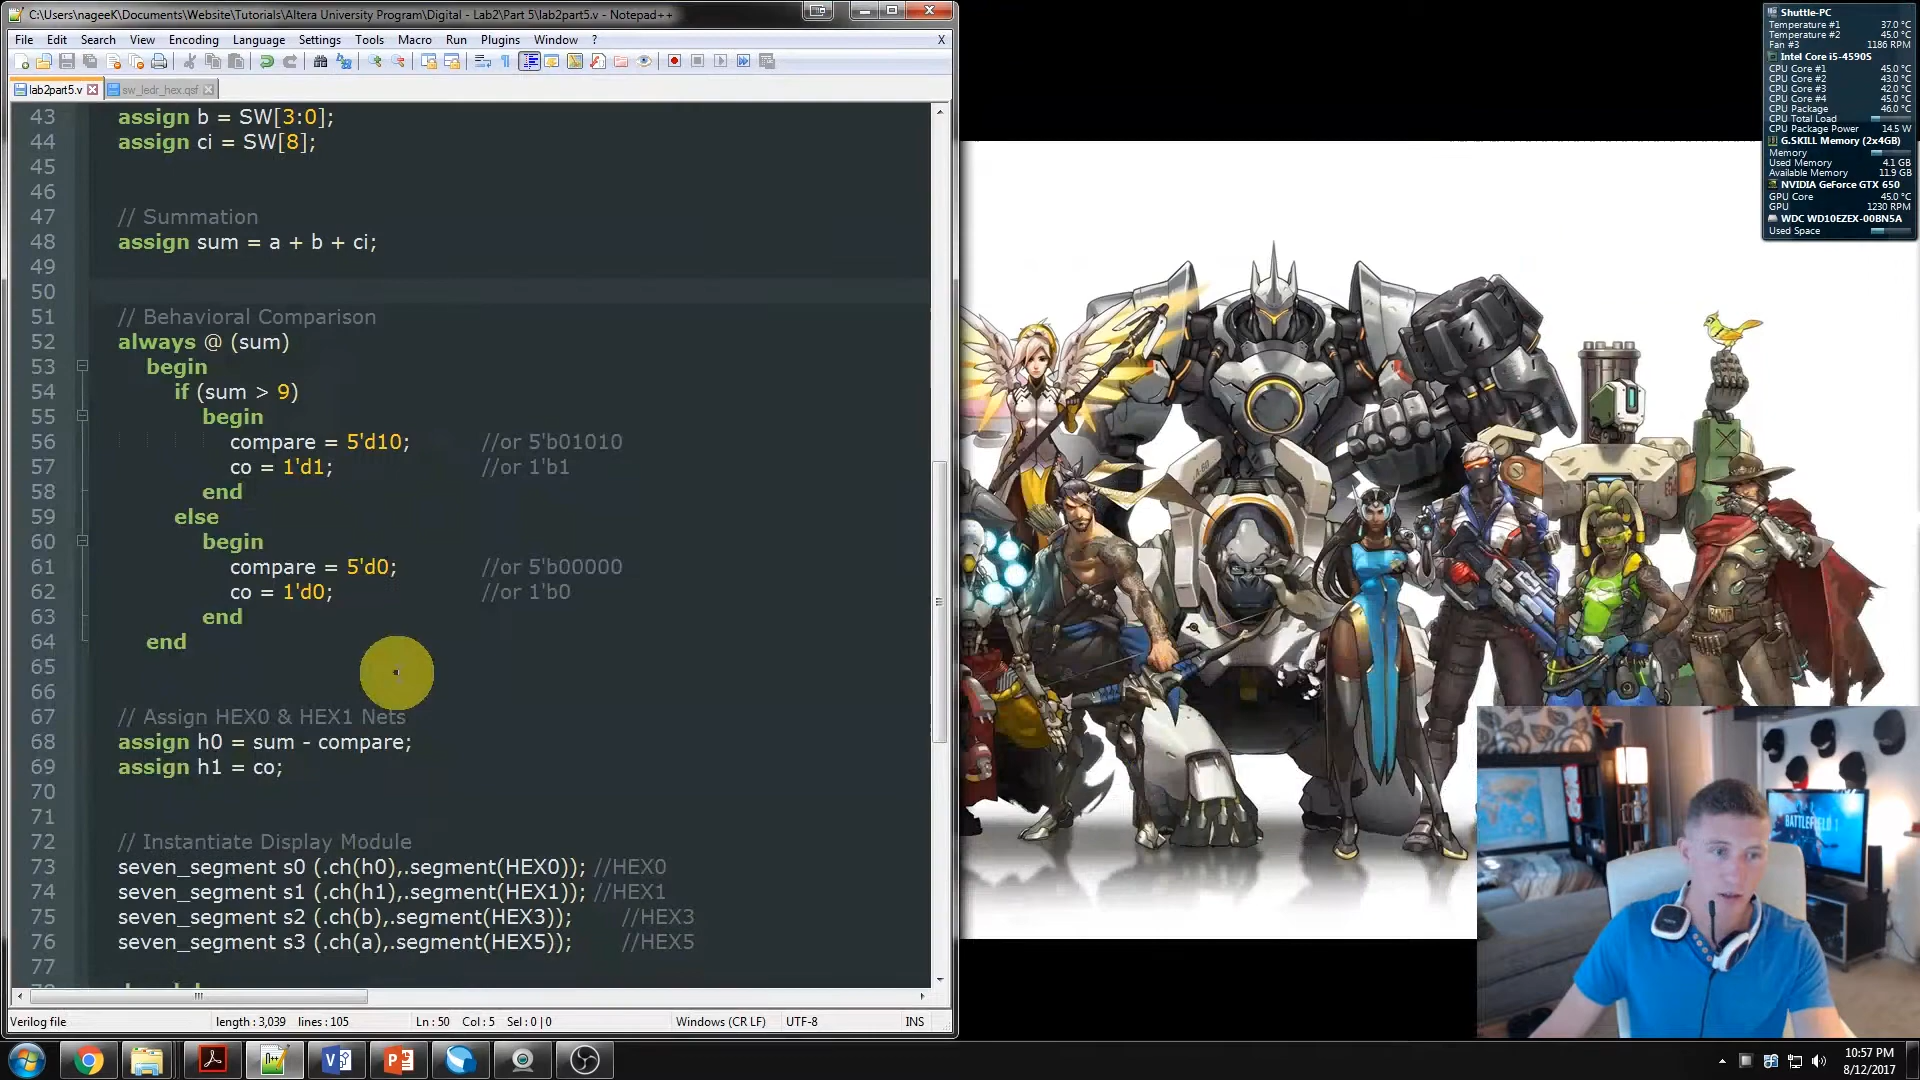 C:\Users\nageeK\Documents\Website\Tutorials\Altera University Program\Digital - Lab2\Part 5\lab2part5.v - Notepad++
File Edit Search View Encoding Language Settings Tools Macro Run Plugins Window ? X
lab2part5.v sw_ledr_hex.qsf
43 assign b = SW[3:0];
44 assign ci = SW[8];
45
46
47 // Summation
48 assign sum = a + b + ci;
49
50
51 // Behavioral Comparison
52 always @ (sum)
53 begin
54 if (sum > 9)
55 begin
56 compare = 5'd10; //or 5'b01010
57 co = 1'd1; //or 1'b1
58 end
59 else
60 begin
61 compare = 5'd0; //or 5'b00000
62 co = 1'd0; //or 1'b0
63 end
64 end
65
66
67 // Assign HEX0 & HEX1 Nets
68 assign h0 = sum - compare;
69 assign h1 = co;
70
71
72 // Instantiate Display Module
73 seven_segment s0 (.ch(h0),.segment(HEX0)); //HEX0
74 seven_segment s1 (.ch(h1),.segment(HEX1)); //HEX1
75 seven_segment s2 (.ch(b),.segment(HEX3)); //HEX3
76 seven_segment s3 (.ch(a),.segment(HEX5)); //HEX5
77
Verilog file length : 3,039 lines : 105 Ln : 50 Col : 5 Sel : 0 | 0 Windows (CR LF) UTF-8 INS
Shuttle-PC
Temperature #1 37.0 °C
Temperature #2 45.0 °C
Fan #3 1186 RPM
Intel Core i5-4590S
CPU Core #1 45.0 °C
CPU Core #2 43.0 °C
CPU Core #3 42.0 °C
CPU Core #4 45.0 °C
CPU Package 46.0 °C
CPU Total Load
CPU Package Power 14.5 W
G.SKILL Memory (2x4GB)
Memory
Used Memory 4.1 GB
Available Memory 11.9 GB
NVIDIA GeForce GTX 650
GPU Core 45.0 °C
GPU 1230 RPM
WDC WD10EZEX-00BN5A
Used Space
BATTLEFIELD 1
10:57 PM
8/12/2017